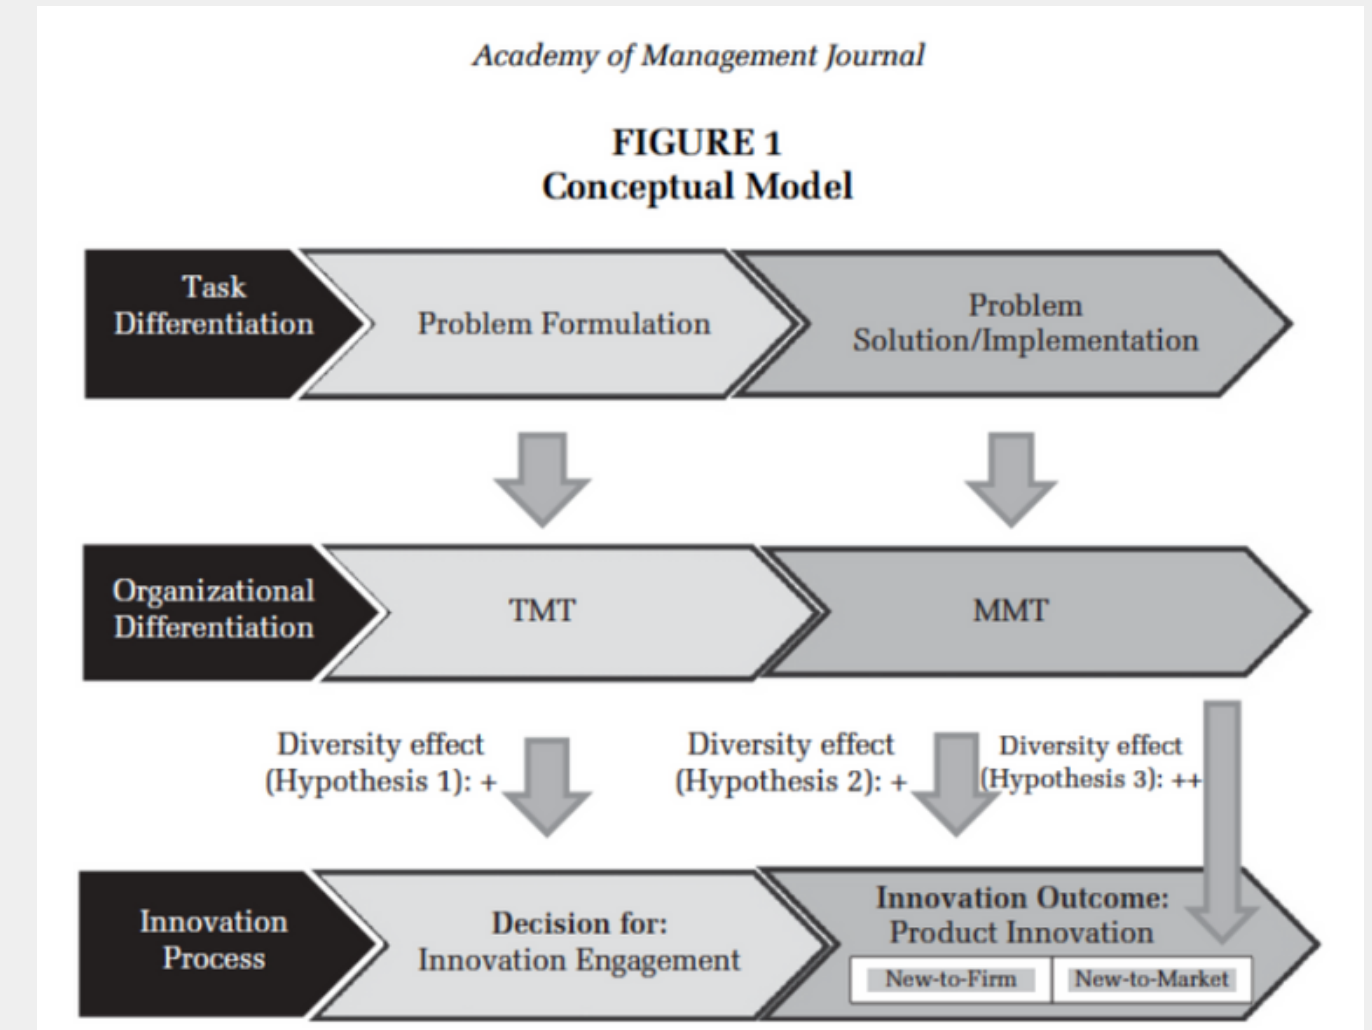 Academy of Management Journal
FIGURE 1
Conceptual Model
Task
Differentiation
Problem Formulation
Problem
Solution/Implementation
Organizational
Differentiation
TMT
MMT
Diversity effect
(Hypothesis 1): +
Diversity effect
(Hypothesis 2): +
Diversity effect
(Hypothesis 3): ++
Innovation
Process
Decision for:
Innovation Engagement
Innovation Outcome:
Product Innovation
New-to-Firm
New-to-Market